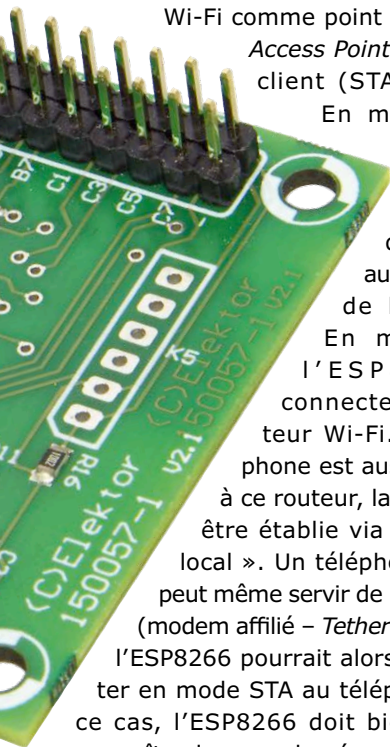 Wi-Fi comme point
Access Point
client (STA
En m
au
de
En m
l'ESP
connecte
teur Wi-Fi.
phone est au
à ce routeur, la
être établie via
local ». Un téléph
peut même servir de
(modem affilié – Tether
l'ESP8266 pourrait alors
ter en mode STA au télép
ce cas, l'ESP8266 doit bi
B7
C1
C3
C5
C7
K5
R16
(C)Elektor
150057-1 V2.1
(C)Elektor
150057-1 V2.1